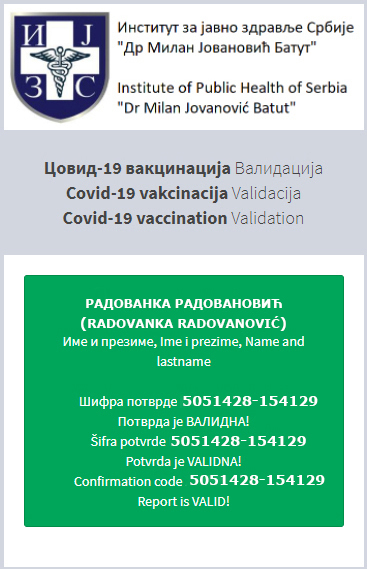 ИЈ
ЗС
Институт за јавно здравље Србије
"Др Милан Јовановић Батут"
Institute of Public Health of Serbia
"Dr Milan Jovanović Batut"
Цовид-19 вакцинација Валидација
Covid-19 vakcinacija Validacija
Covid-19 vaccination Validation
РАДОВАНКА РАДОВАНОВИЋ
(RADOVANKA RADOVANOVIĆ)
Име и презиме, Ime i prezime, Name and
lastname
Шифра потврде 5051428-154129
Потврда је ВАЛИДНА!
Šifra potvrde 5051428-154129
Potvrda je VALIDNA!
Confirmation code 5051428-154129
Report is VALID!